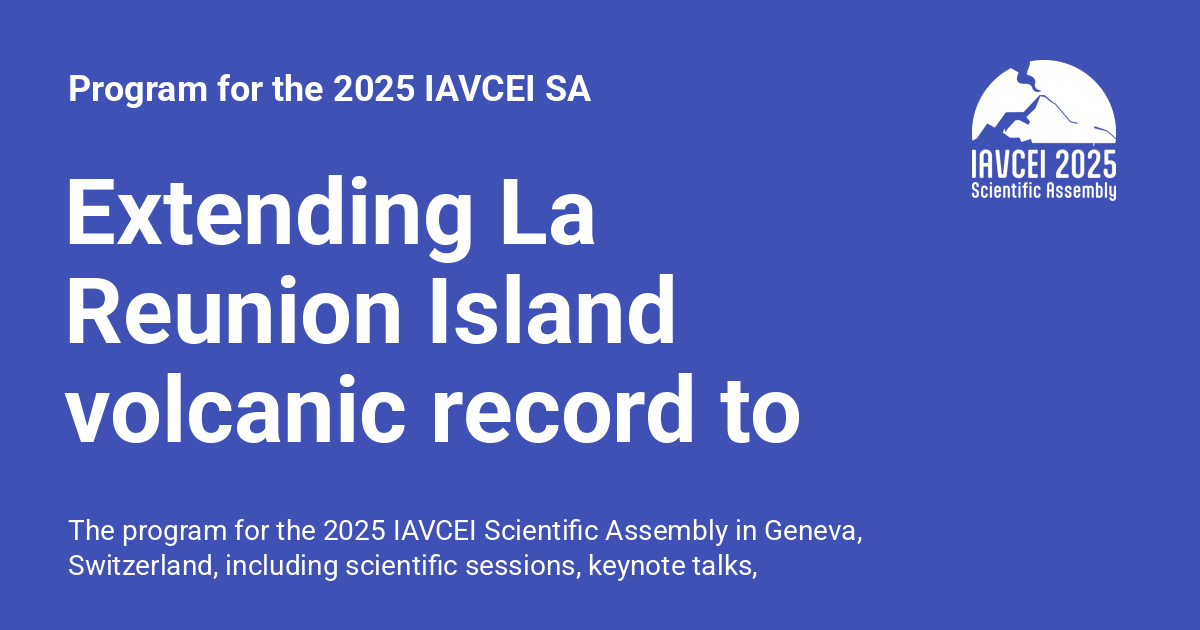 Program for the 2025 IAVCEI SA
IAVCEI 2025
Scientific Assembly
Extending La
Reunion Island
volcanic record to
The program for the 2025 IAVCEI Scientific Assembly in Geneva,
Switzerland, including scientific sessions, keynote talks,